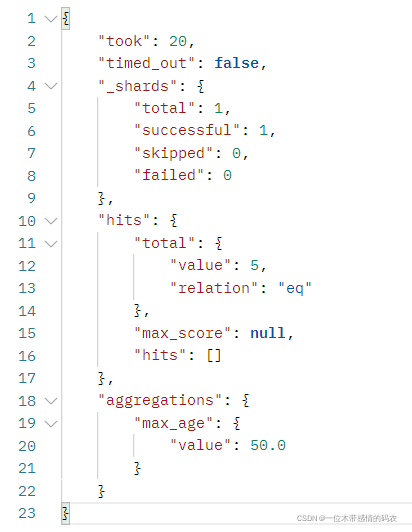 1 {
2 "took": 20,
3 "timed_out": false,
4 "_shards": {
5 "total": 1,
6 "successful": 1,
7 "skipped": 0,
8 "failed": 0
9 },
10 "hits": {
11 "total": {
12 "value": 5,
13 "relation": "eq"
14 },
15 "max_score": null,
16 "hits": []
17 },
18 "aggregations": {
19 "max_age": {
20 "value": 50.0
21 }
22 }
23 }
CSDN @一位木带感情的码农